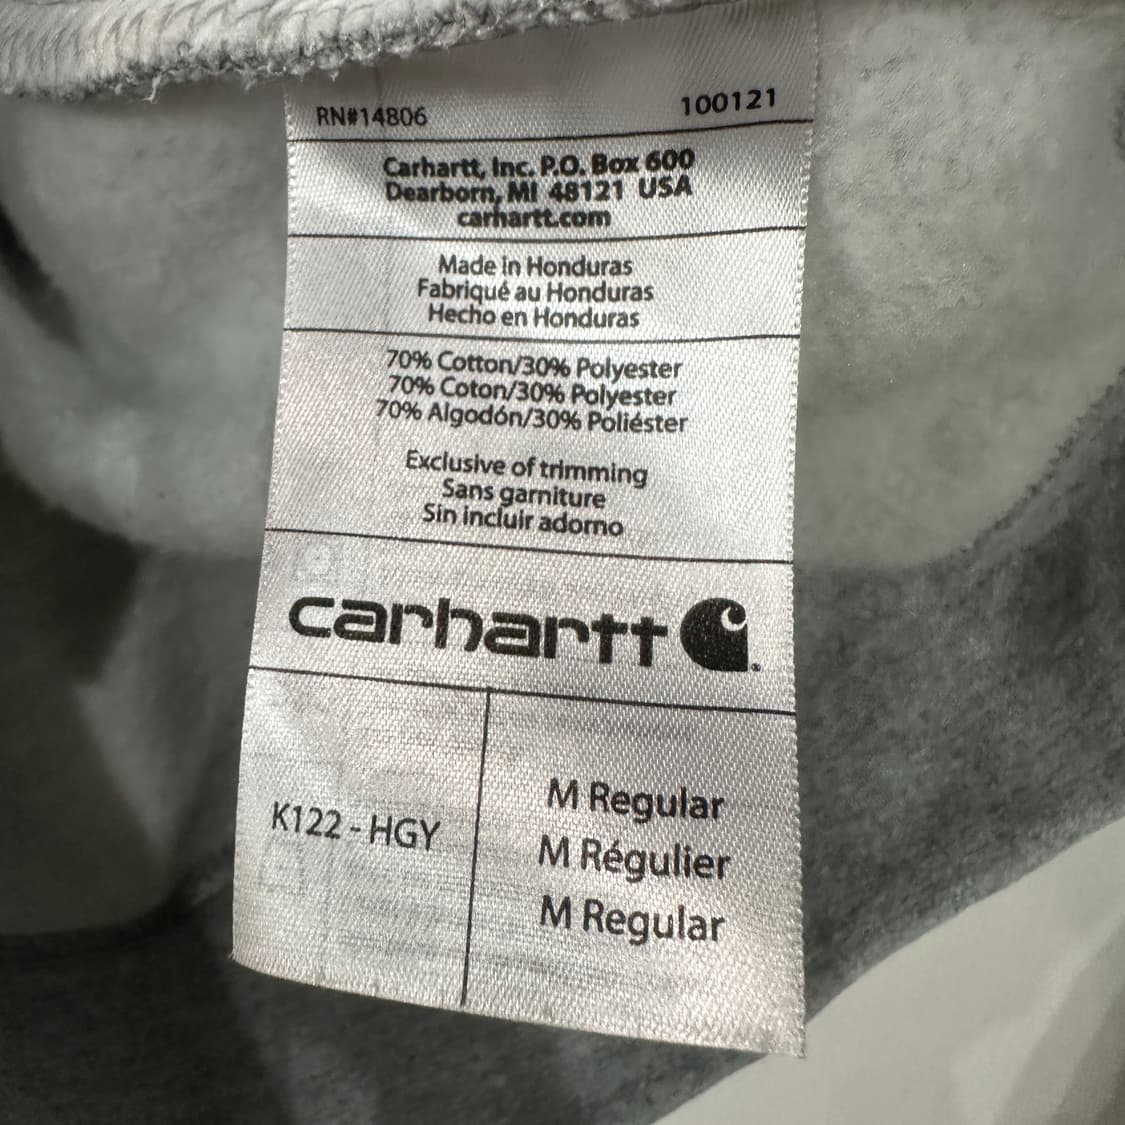 RN#14806 100121
Carhartt, Inc. P.O. Box 600
Dearborn, MI 48121 USA
carhartt.com
Made in Honduras
Fabriqué au Honduras
Hecho en Honduras
70% Cotton/30% Polyester
70% Coton/30% Polyester
70% Algodón/30% Poliéster
Exclusive of trimming
Sans garniture
Sin incluir adorno
carhartt
K122 - HGY
M Regular
M Régulier
M Regular